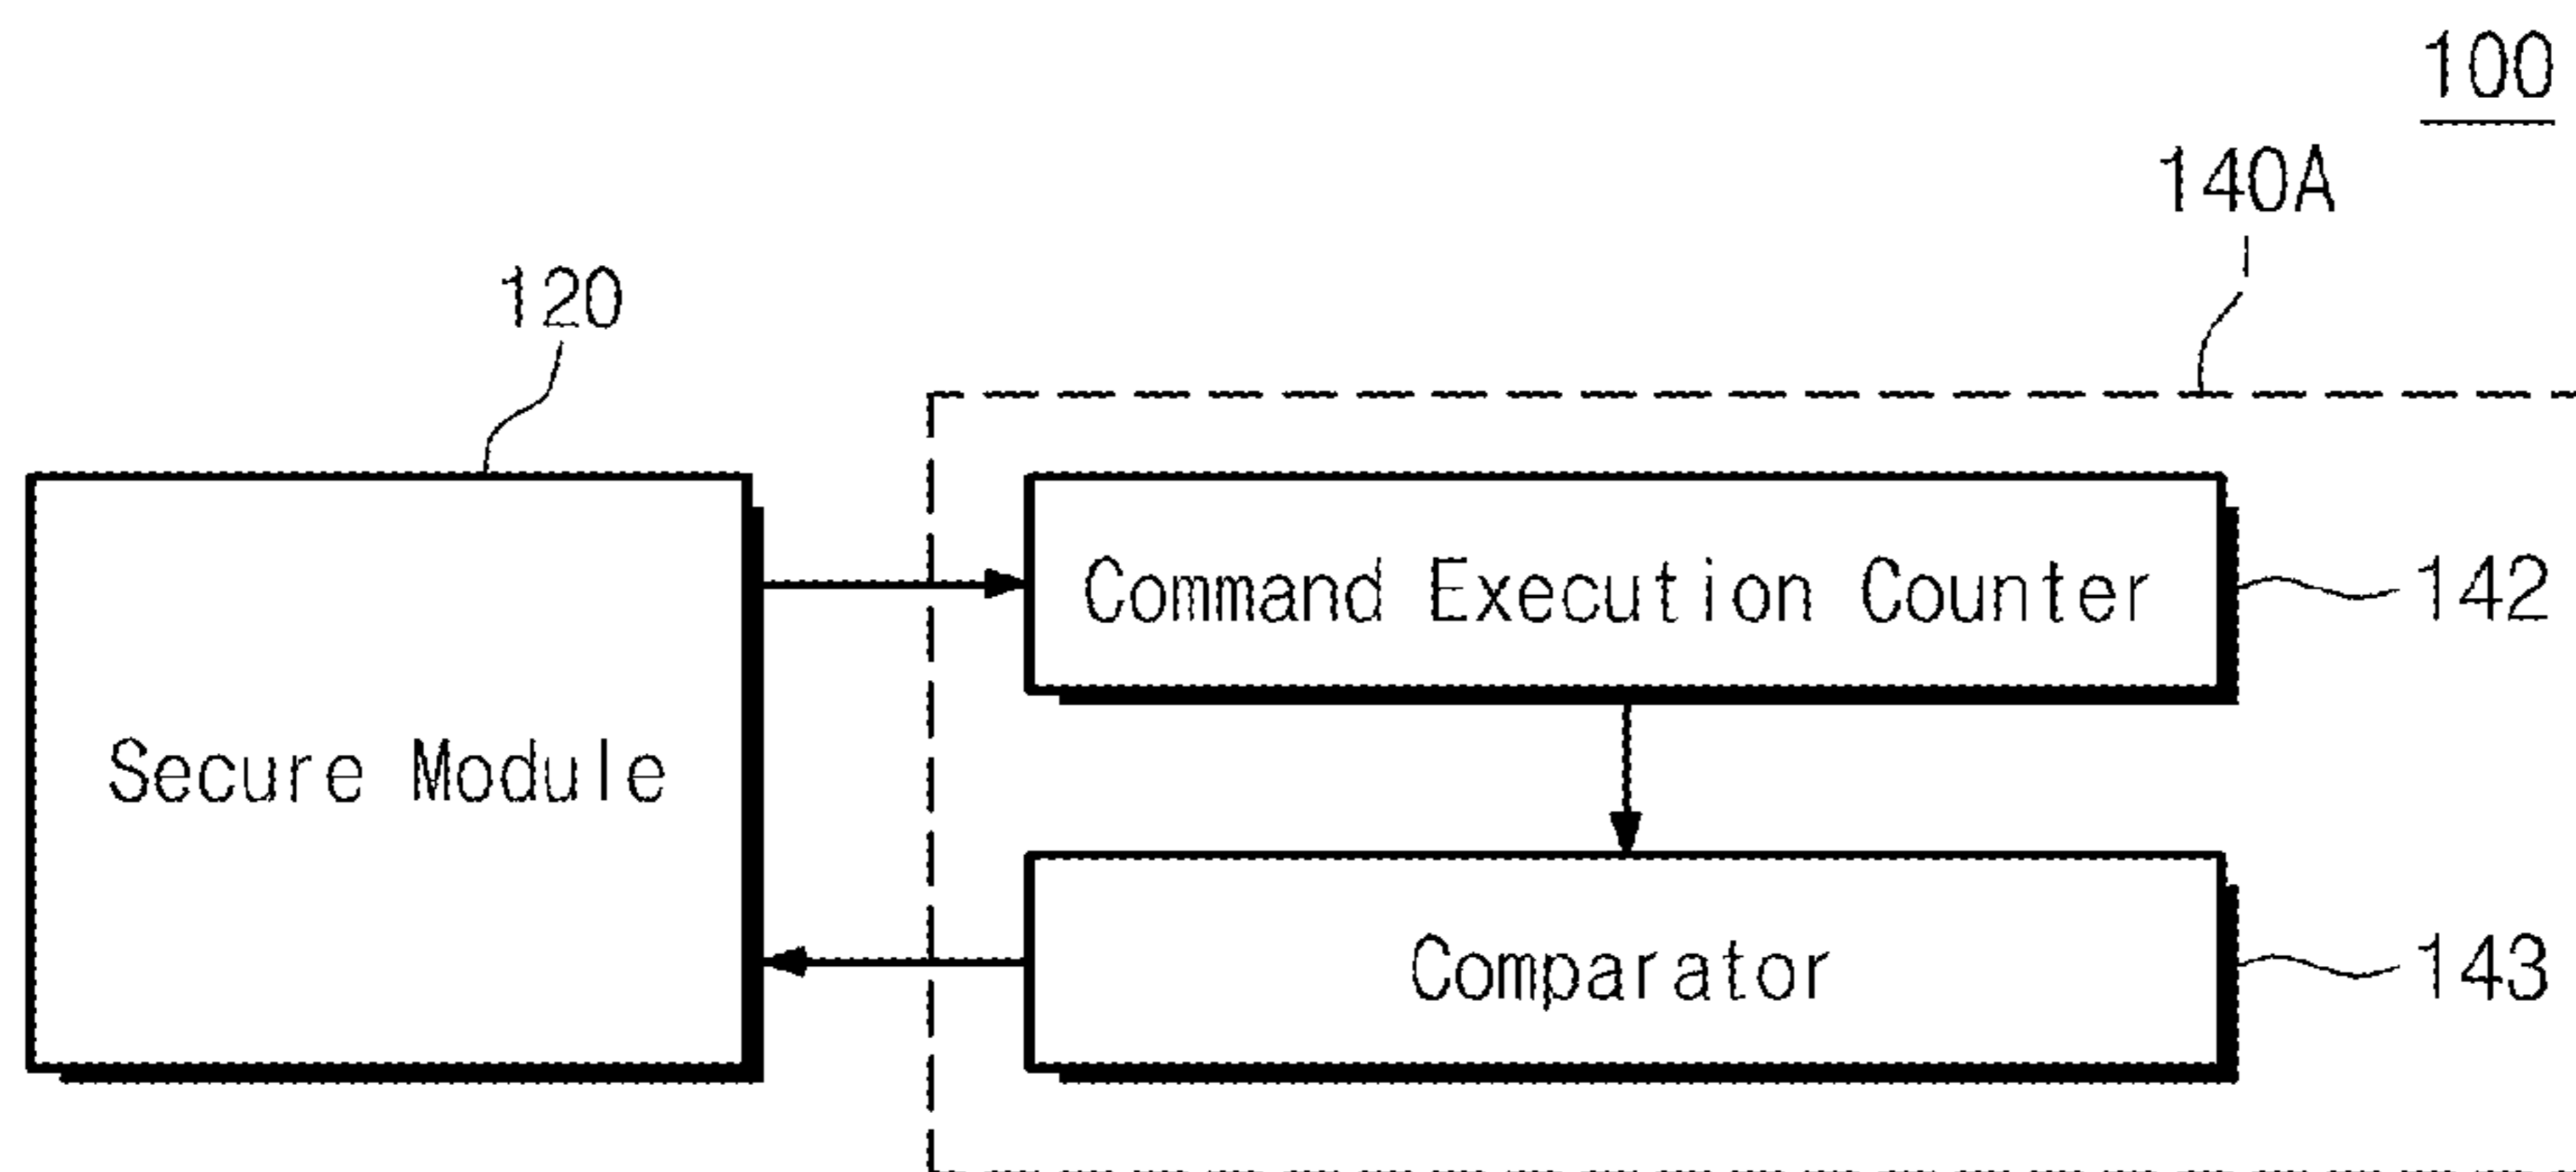 100
140A
120
Command Execution Counter
142
Secure Module
Comparator
143